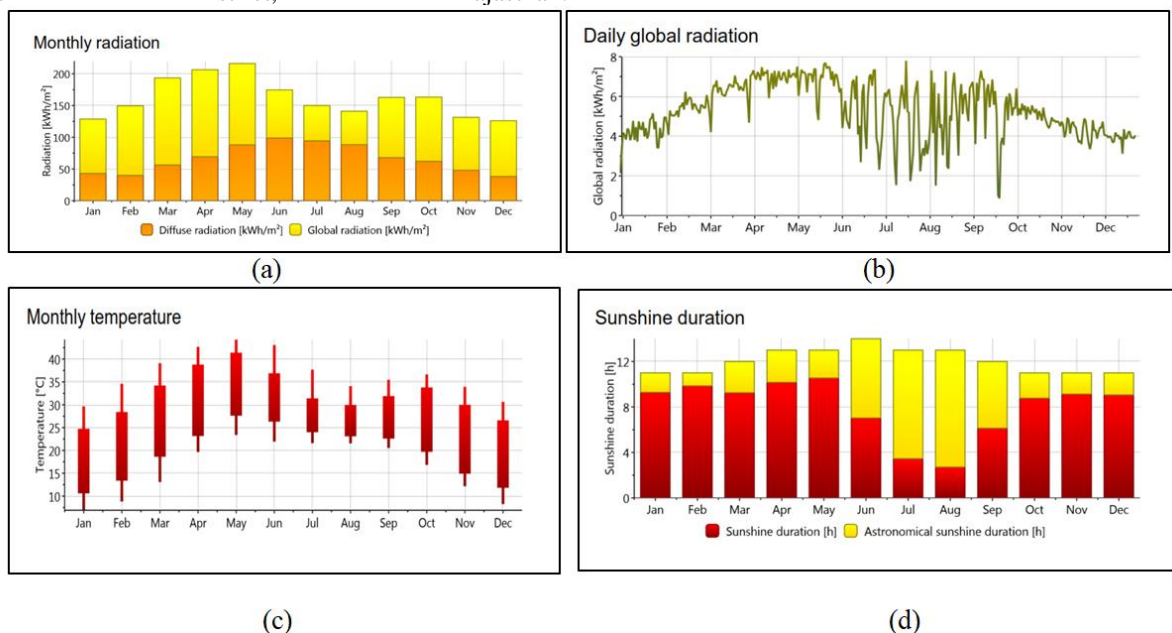 Monthly radiation
Radiation [kWh/m²]
200
150
100
50
0
Jan Feb Mar Apr May Jun Jul Aug Sep Oct Nov Dec
Diffuse radiation [kWh/m²] Global radiation [kWh/m²]
(a)
Daily global radiation
Global radiation [kWh/m²]
8
6
4
2
0
Jan Feb Mar Apr May Jun Jul Aug Sep Oct Nov Dec
(b)
Monthly temperature
Temperature [°C]
40
35
30
25
20
15
10
Jan Feb Mar Apr May Jun Jul Aug Sep Oct Nov Dec
(c)
Sunshine duration
Sunshine duration [h]
12
8
4
0
Jan Feb Mar Apr May Jun Jul Aug Sep Oct Nov Dec
Sunshine duration [h] Astronomical sunshine duration [h]
(d)